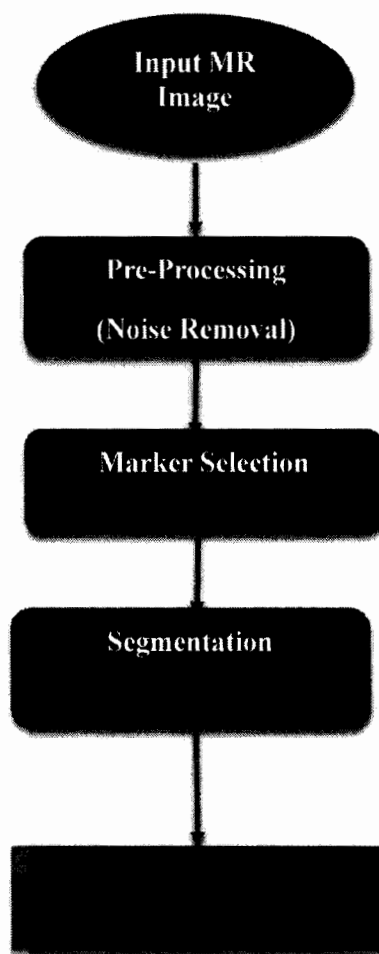 Input MR
Image
Pre-Processing
(Noise Removal)
Marker Selection
Segmentation